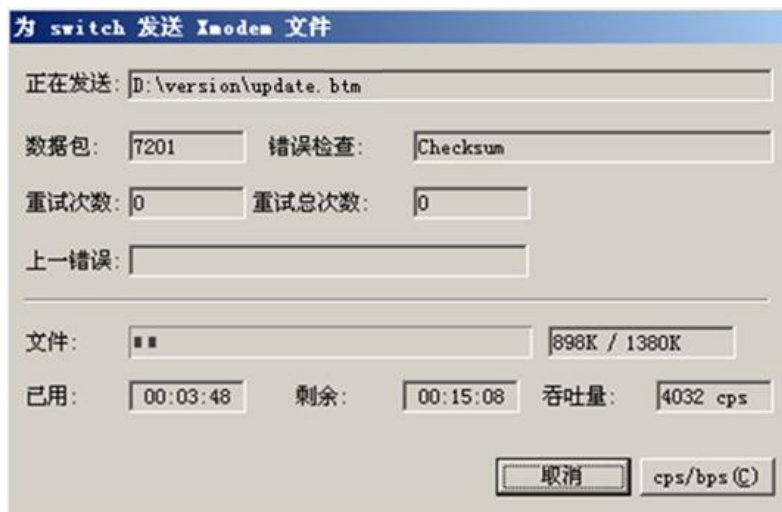 为 switch 发送 Xmodem 文件
正在发送: D:\version\update.btm
数据包: 7201 错误检查: Checksum
重试次数: 0 重试总次数: 0
上一错误:
文件: 898K / 1380K
已用: 00:03:48 剩余: 00:15:08 吞吐量: 4032 cps
取消 cps/bps(C)